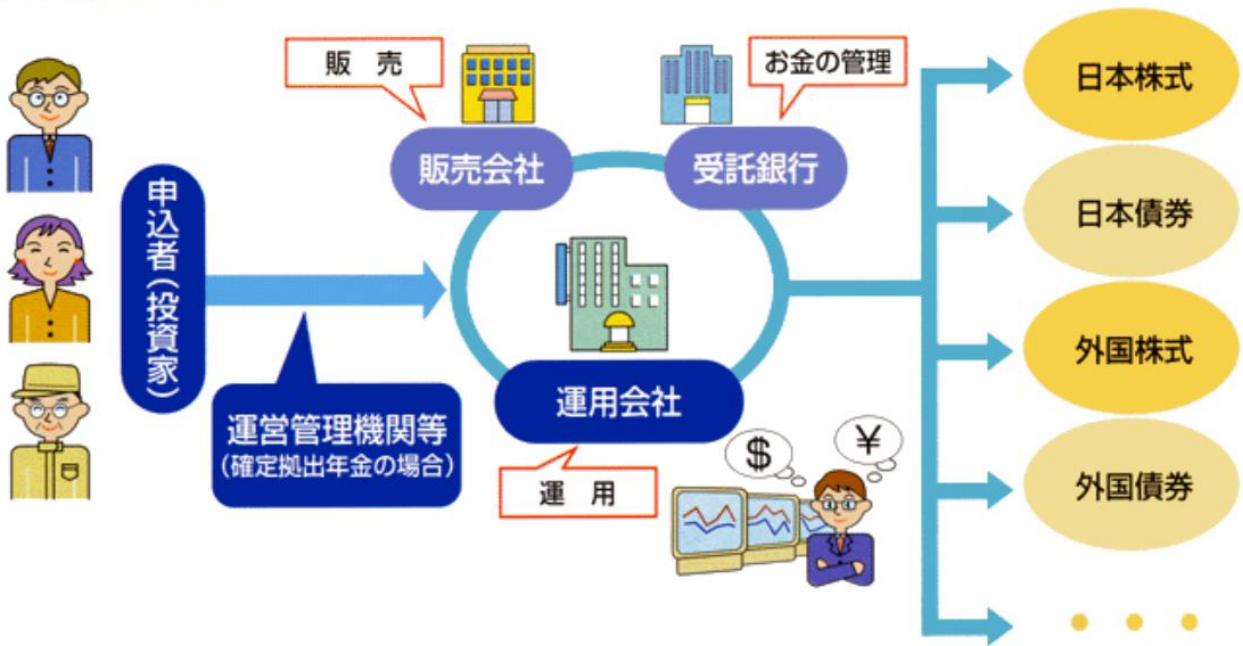 販売
お金の管理
販売会社
受託銀行
申込者(投資家)
運営管理機関等
(確定拠出年金の場合)
運用会社
運用
$
¥
日本株式
日本債券
外国株式
外国債券
・・・